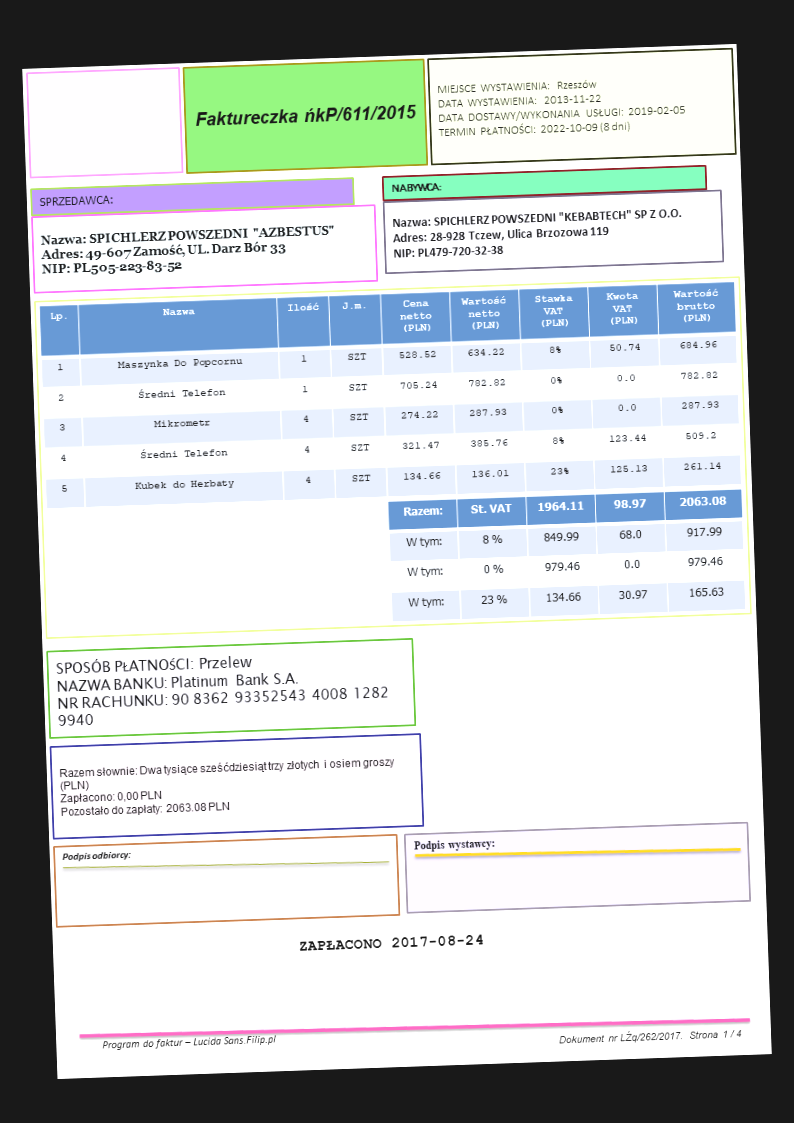 Faktureczka ńkP/611/2015
MIEJSCE WYSTAWIENIA: Rzeszów
DATA WYSTAWIENIA: 2013-11-22
DATA DOSTAWY/WYKONANIA USŁUGI: 2019-02-05
TERMIN PŁATNOŚCI: 2022-10-09 (8 dni)
SPRZEDAWCA:
Nazwa: SPICHLERZ POWSZEDNI "AZBESTUS"
Adres: 49-607 Zamość, UL. Darz Bór 33
NIP: PL505-223-83-52
NABYWCA:
Nazwa: SPICHLERZ POWSZEDNI "KEBABTECH" SP Z O.O.
Adres: 28-928 Tczew, Ulica Brzozowa 119
NIP: PL479-720-32-38
Lp. Nazwa Ilość J.m. Cena netto (PLN) Wartość netto (PLN) Stawka VAT (PLN) Kwota VAT (PLN) Wartość brutto (PLN)
1 Maszynka Do Popcornu 1 SZT 528.52 634.22 8% 50.74 684.96
2 Średni Telefon 1 SZT 705.24 782.82 0% 0.0 782.82
3 Mikrometr 4 SZT 274.22 287.93 0% 0.0 287.93
4 Średni Telefon 4 SZT 321.47 385.76 8% 123.44 509.2
5 Kubek do Herbaty 4 SZT 134.66 136.01 23% 125.13 261.14
Razem: St. VAT 1964.11 98.97 2063.08
W tym: 8 % 849.99 68.0 917.99
W tym: 0 % 979.46 0.0 979.46
W tym: 23 % 134.66 30.97 165.63
SPOSÓB PŁATNOŚCI: Przelew
NAZWA BANKU: Platinum Bank S.A.
NR RACHUNKU: 90 8362 93352543 4008 1282
9940
Razem słownie: Dwa tysiące sześćdziesiąt trzy złotych i osiem groszy
(PLN)
Zapłacono: 0,00 PLN
Pozostało do zapłaty: 2063.08 PLN
Podpis odbiorcy:
Podpis wystawcy:
ZAPŁACONO 2017-08-24
Program do faktur – Lucida Sans.Filip.pl
Dokument nr LŻq/262/2017. Strona 1 / 4